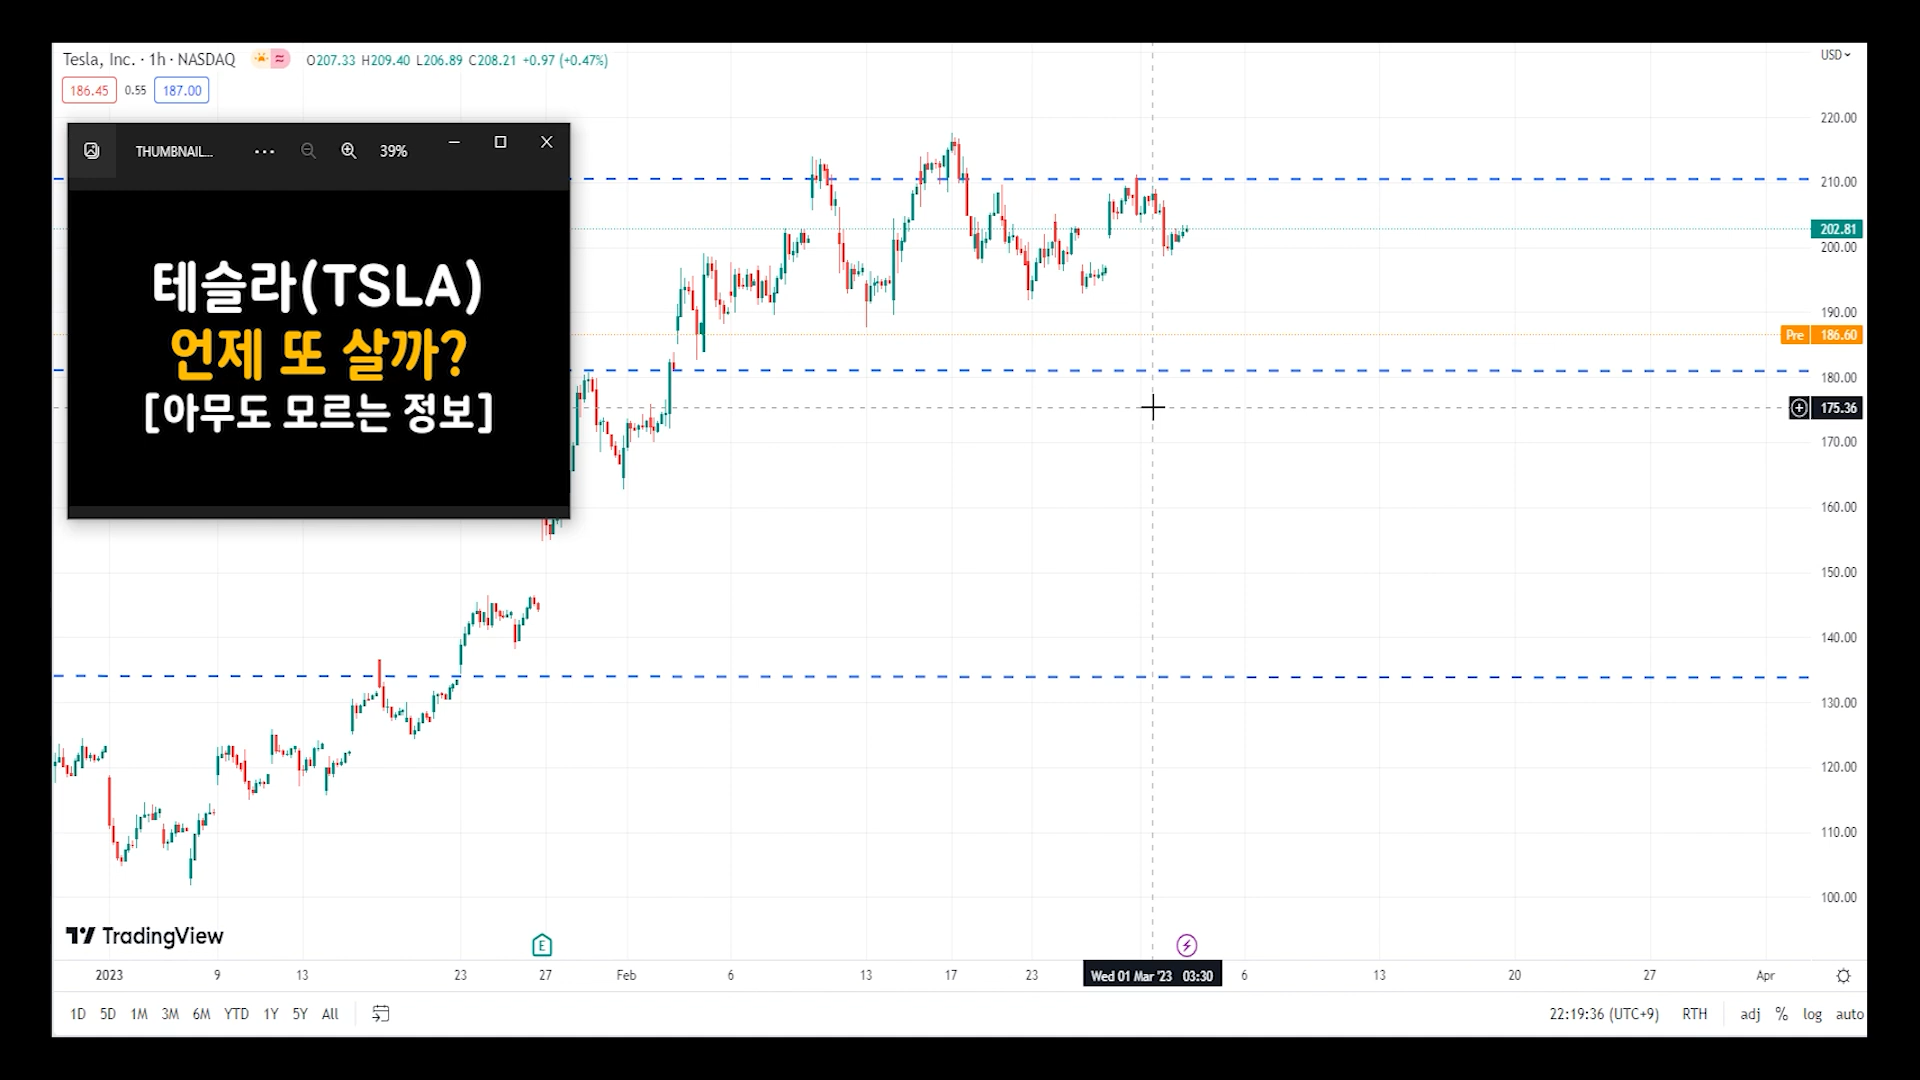 Tesla, Inc. · 1h · NASDAQ O207.33 H209.40 L206.89 C208.21 +0.97 (+0.47%)
186.45 0.55 187.00
USD
THUMBNAIL... 39%
테슬라(TSLA)
언제 또 살까?
[아무도 모르는 정보]
220.00
210.00
202.81
200.00
190.00
Pre 186.60
180.00
175.36
170.00
160.00
150.00
140.00
130.00
120.00
110.00
100.00
TradingView
E
2023 9 13 23 27 Feb 6 13 17 23 Wed 01 Mar '23 03:30 6 13 20 27 Apr
1D 5D 1M 3M 6M YTD 1Y 5Y All 22:19:36 (UTC+9) RTH adj % log auto